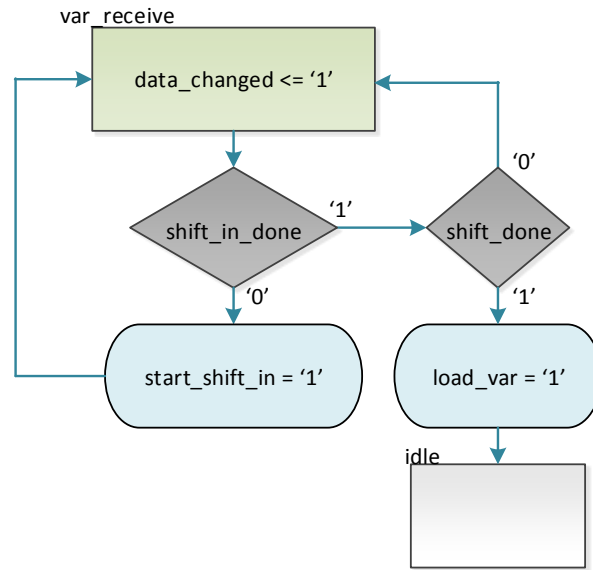 var_receive
data_changed <= ‘1’
‘0’
shift_in_done
‘1’
shift_done
‘0’
‘1’
start_shift_in = ‘1’
load_var = ‘1’
idle